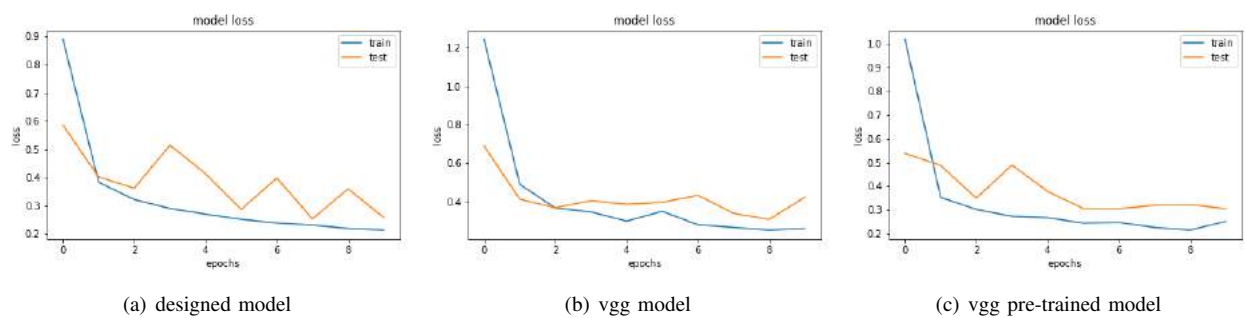 model loss
0.9
0.8
0.7
0.6
0.5
0.4
0.3
0.2
loss
0
2
4
6
8
epochs
train
test
(a) designed model
model loss
1.2
1.0
0.8
0.6
0.4
loss
0
2
4
6
8
epochs
train
test
(b) vgg model
model loss
1.0
0.9
0.8
0.7
0.6
0.5
0.4
0.3
0.2
loss
0
2
4
6
8
epochs
train
test
(c) vgg pre-trained model